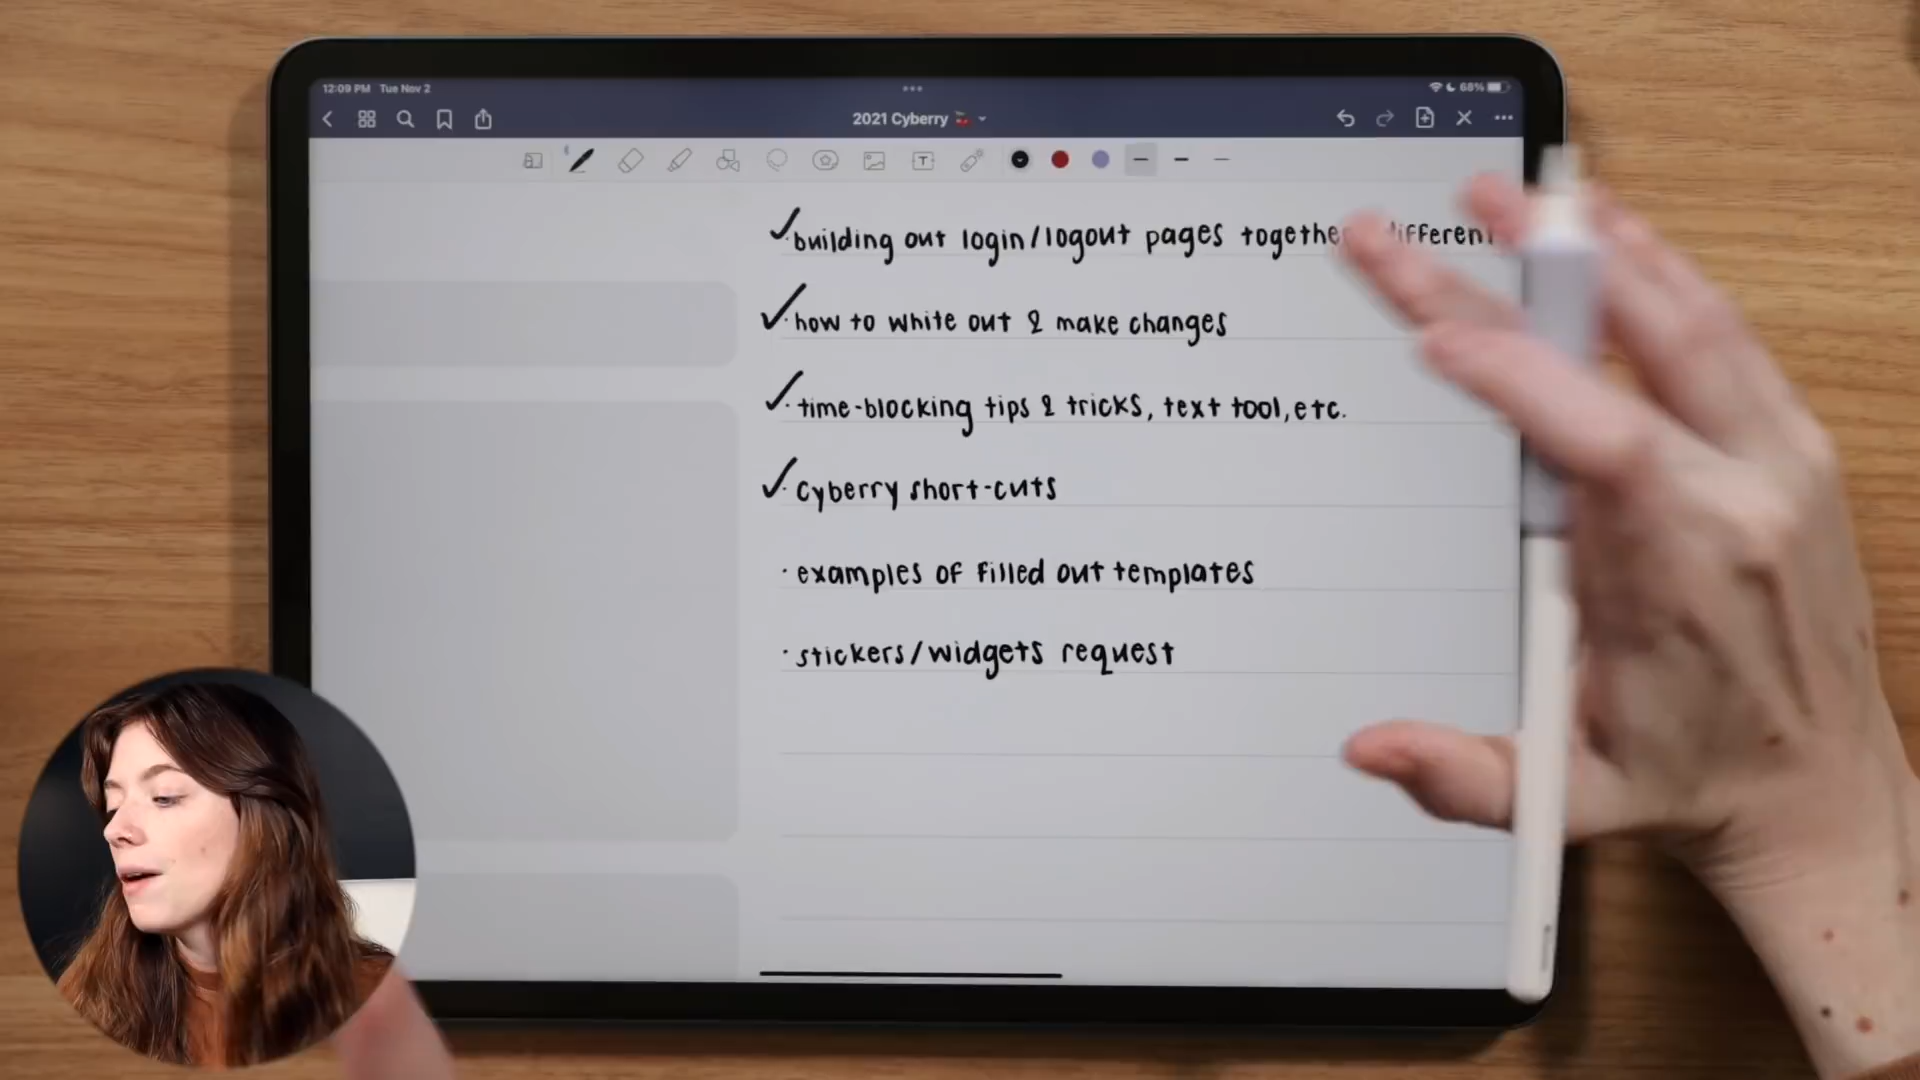 12:09 PM Tue Nov 2
68%
2021 Cyberry
T
building out login/logout pages together
how to white out & make changes
time-blocking tips & tricks, text tool, etc.
Cyberry short-cuts
· examples of filled out templates
· stickers/widgets request